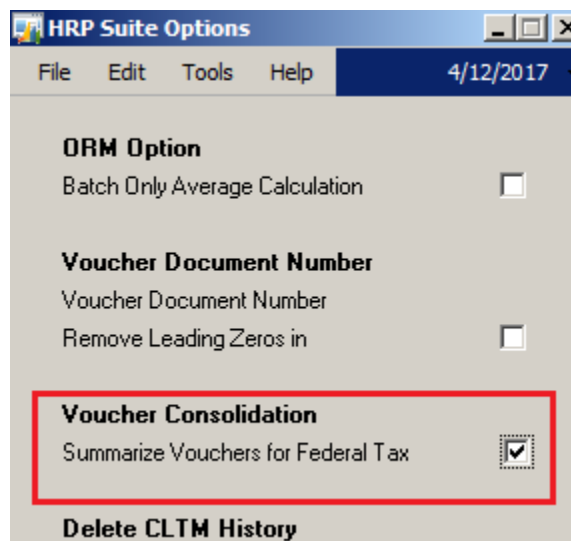 HRP Suite Options
File Edit Tools Help 4/12/2017
ORM Option
Batch Only Average Calculation
Voucher Document Number
Voucher Document Number
Remove Leading Zeros in
Voucher Consolidation
Summarize Vouchers for Federal Tax
Delete CLTM History